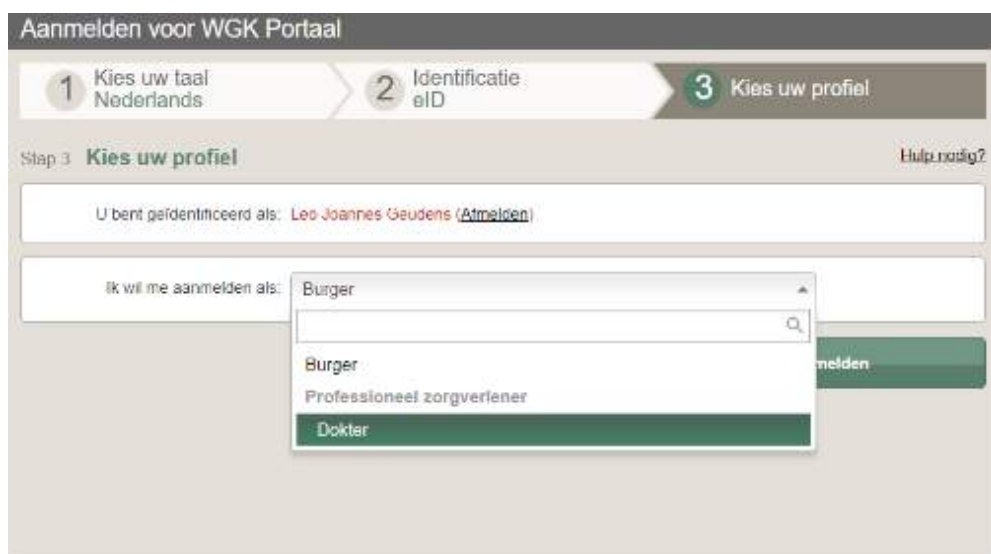 Aanmelden voor WGK Portaal
1 Kies uw taal
Nederlands
2 Identificatie
eID
3 Kies uw profiel
Stap 3 Kies uw profiel
Hulp nodig?
U bent geïdentificeerd als: Leo Joannes Geudens (Afmelden)
Ik wil me aanmelden als: Burger
Burger
melden
Professioneel zorgverlener
Dokter